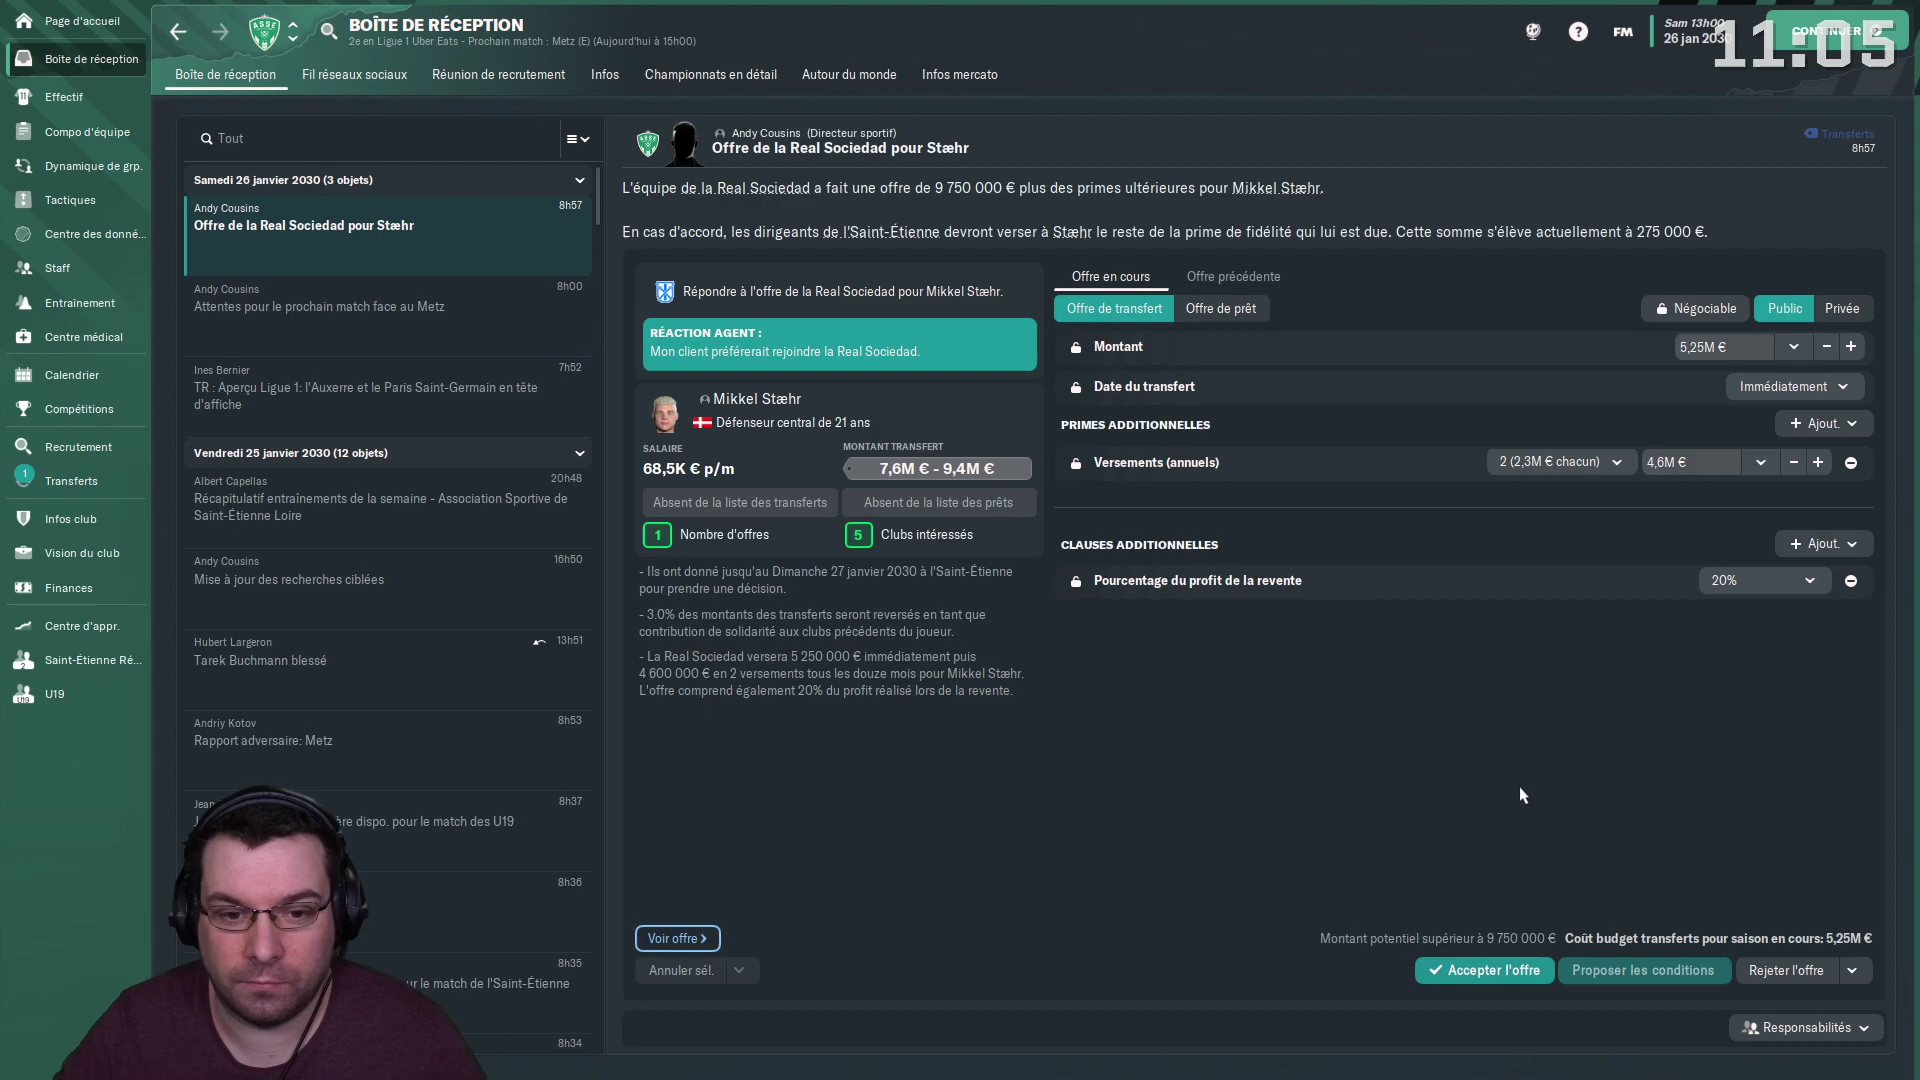 Page d'accueil
Boîte de réception
Effectif
Compo d'équipe
Dynamique de grp.
Tactiques
Centre des donné...
Staff
Entraînement
Centre médical
Calendrier
Compétitions
Recrutement
1
Transferts
Infos club
Vision du club
Finances
Centre d'appr.
Saint-Étienne Ré...
U19
BOÎTE DE RÉCEPTION
2e en Ligne 1 Uber Eats - Prochain match : Metz (E) (Aujourd'hui à 15h00)
FM
Sam 13h00
26 jan 2030
CONTINUER
11:05
Boîte de réception
Fil réseaux sociaux
Réunion de recrutement
Infos
Championnats en détail
Autour du monde
Infos mercato
Tout
Samedi 26 janvier 2030 (3 objets)
Andy Cousins 8h57
Offre de la Real Sociedad pour Stæhr
Andy Cousins 8h00
Attentes pour le prochain match face au Metz
Ines Bernier 7h52
TR : Aperçu Ligue 1: l'Auxerre et le Paris Saint-Germain en tête
d'affiche
Vendredi 25 janvier 2030 (12 objets)
Albert Capellas 20h48
Récapitulatif entraînements de la semaine - Association Sportive de
Saint-Étienne Loire
Andy Cousins 16h50
Mise à jour des recherches ciblées
Hubert Largeron 13h51
Tarek Buchmann blessé
Andriy Kotov 8h53
Rapport adversaire: Metz
Jean 8h37
ère dispo. pour le match des U19
8h36
8h35
ur le match de l'Saint-Étienne
8h34
Andy Cousins (Directeur sportif)
Offre de la Real Sociedad pour Stæhr
Transferts
8h57
L'équipe de la Real Sociedad a fait une offre de 9 750 000 € plus des primes ultérieures pour Mikkel Stæhr.
En cas d'accord, les dirigeants de l'Saint-Étienne devront verser à Stæhr le reste de la prime de fidélité qui lui est due. Cette somme s'élève actuellement à 275 000 €.
Répondre à l'offre de la Real Sociedad pour Mikkel Stæhr.
RÉACTION AGENT :
Mon client préférerait rejoindre la Real Sociedad.
Mikkel Stæhr
Défenseur central de 21 ans
SALAIRE
68,5K € p/m
MONTANT TRANSFERT
7,6M € - 9,4M €
Absent de la liste des transferts
Absent de la liste des prêts
1 Nombre d'offres
5 Clubs intéressés
- Ils ont donné jusqu'au Dimanche 27 janvier 2030 à l'Saint-Étienne
pour prendre une décision.
- 3.0% des montants des transferts seront reversés en tant que
contribution de solidarité aux clubs précédents du joueur.
- La Real Sociedad versera 5 250 000 € immédiatement puis
4 600 000 € en 2 versements tous les douze mois pour Mikkel Stæhr.
L'offre comprend également 20% du profit réalisé lors de la revente.
Offre en cours
Offre précédente
Offre de transfert
Offre de prêt
Négociable
Public
Privée
Montant
5,25M €
Date du transfert
Immédiatement
PRIMES ADDITIONNELLES
Ajout.
Versements (annuels)
2 (2,3M € chacun)
4,6M €
CLAUSES ADDITIONNELLES
Ajout.
Pourcentage du profit de la revente
20%
Voir offre
Annuler sél.
Montant potentiel supérieur à 9 750 000 € Coût budget transferts pour saison en cours: 5,25M €
Accepter l'offre
Proposer les conditions
Rejeter l'offre
Responsabilités